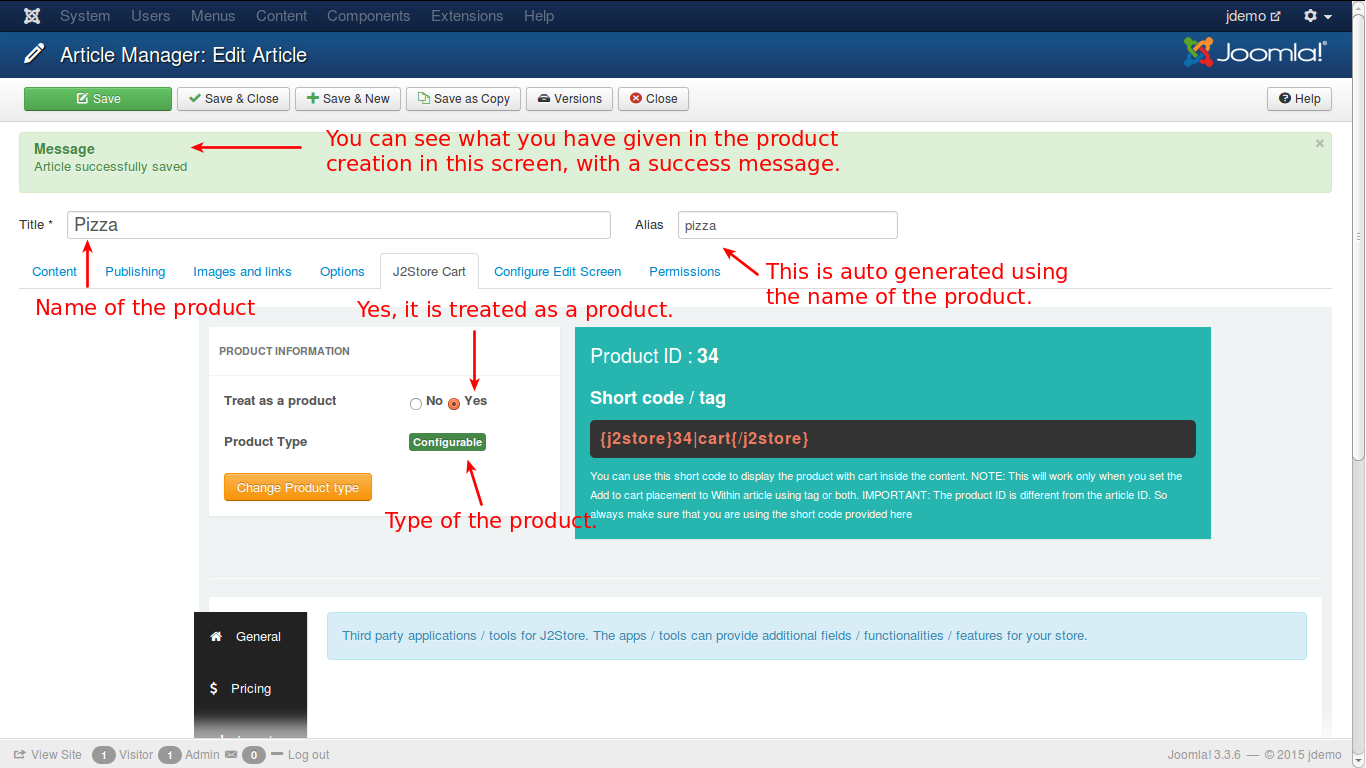 System Users Menus Content Components Extensions Help jdemo
Article Manager: Edit Article Joomla!®
Save Save & Close Save & New Save as Copy Versions Close Help
You can see what you have given in the product
creation in this screen, with a success message.
Message ×
Article successfully saved
Title * Pizza Alias pizza
Content Publishing Images and links Options J2Store Cart Configure Edit Screen Permissions
This is auto generated using
the name of the product.
Name of the product
Yes, it is treated as a product.
PRODUCT INFORMATION
Treat as a product No Yes
Product Type Configurable
Change Product type
Type of the product.
Product ID : 34
Short code / tag
{j2store}34|cart{/j2store}
You can use this short code to display the product with cart inside the content. NOTE: This will work only when you set the
Add to cart placement to Within article using tag or both. IMPORTANT: The product ID is different from the article ID. So
always make sure that you are using the short code provided here
General
Pricing
Third party applications / tools for J2Store. The apps / tools can provide additional fields / functionalities / features for your store.
View Site 1 Visitor 1 Admin 0 Log out Joomla! 3.3.6 — © 2015 jdemo